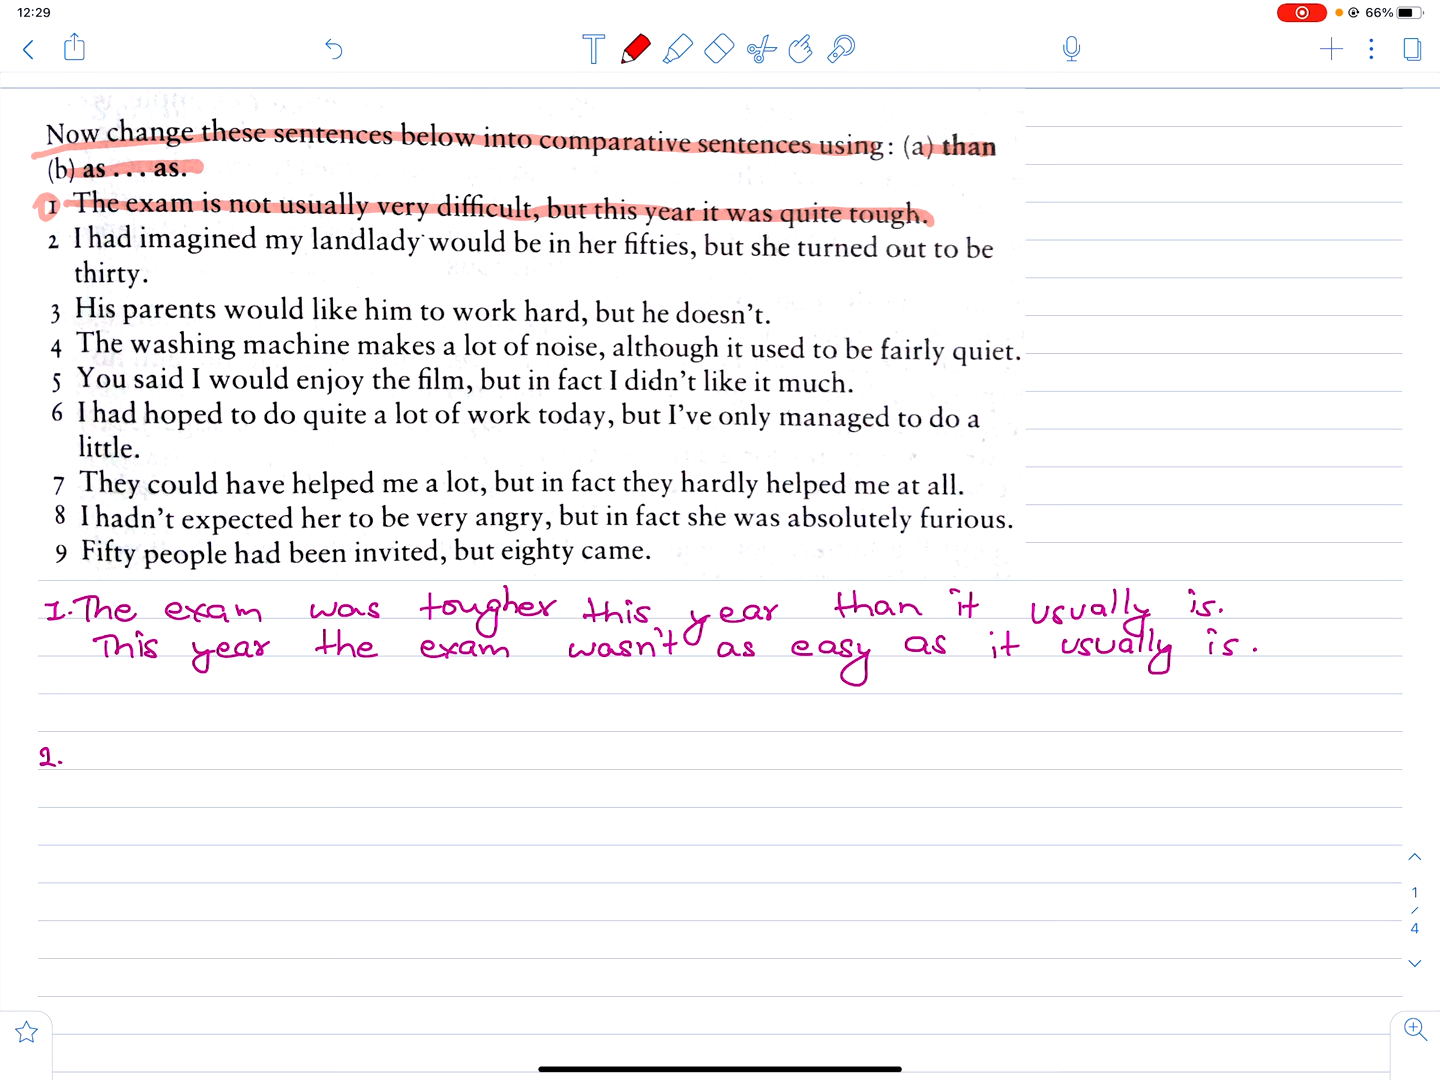 12:29
66%
Now change these sentences below into comparative sentences using: (a) than
(b) as . . . as.
1 The exam is not usually very difficult, but this year it was quite tough.
2 I had imagined my landlady would be in her fifties, but she turned out to be
thirty.
3 His parents would like him to work hard, but he doesn't.
4 The washing machine makes a lot of noise, although it used to be fairly quiet.
5 You said I would enjoy the film, but in fact I didn't like it much.
6 I had hoped to do quite a lot of work today, but I've only managed to do a
little.
7 They could have helped me a lot, but in fact they hardly helped me at all.
8 I hadn't expected her to be very angry, but in fact she was absolutely furious.
9 Fifty people had been invited, but eighty came.
1. The exam was tougher this year than it usually is.
This year the exam wasn't as easy as it usually is.
2.
1
/
4